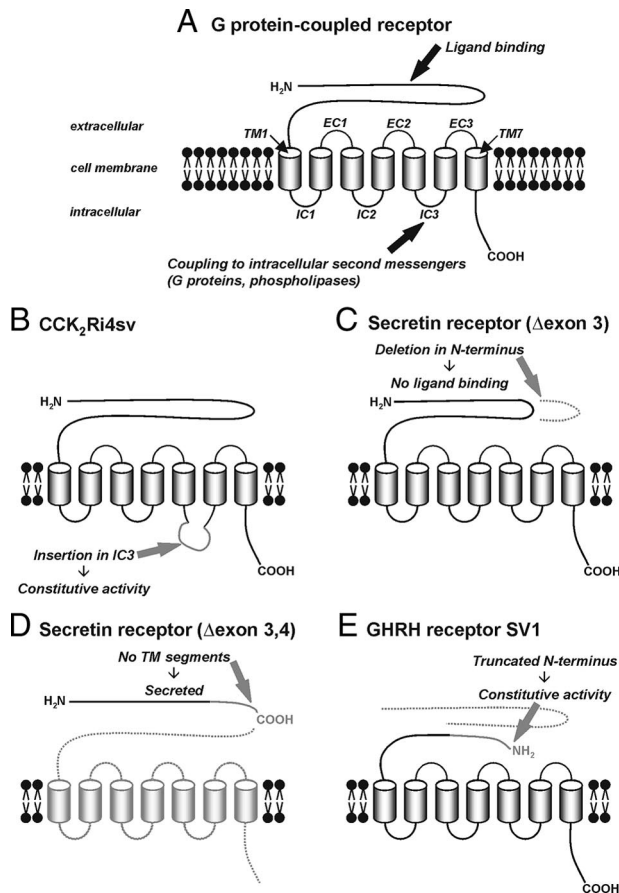 A G protein-coupled receptor
Ligand binding
H₂N
extracellular
EC1 EC2 EC3
TM1 TM7
cell membrane
intracellular
IC1 IC2 IC3
COOH
Coupling to intracellular second messengers
(G proteins, phospholipases)
B CCK₂Ri4sv
H₂N
Insertion in IC3
↓
Constitutive activity
COOH
C Secretin receptor (Δexon 3)
Deletion in N-terminus
↓
No ligand binding
H₂N
COOH
D Secretin receptor (Δexon 3,4)
No TM segments
↓
Secreted
H₂N
COOH
E GHRH receptor SV1
Truncated N-terminus
↓
Constitutive activity
NH₂
COOH